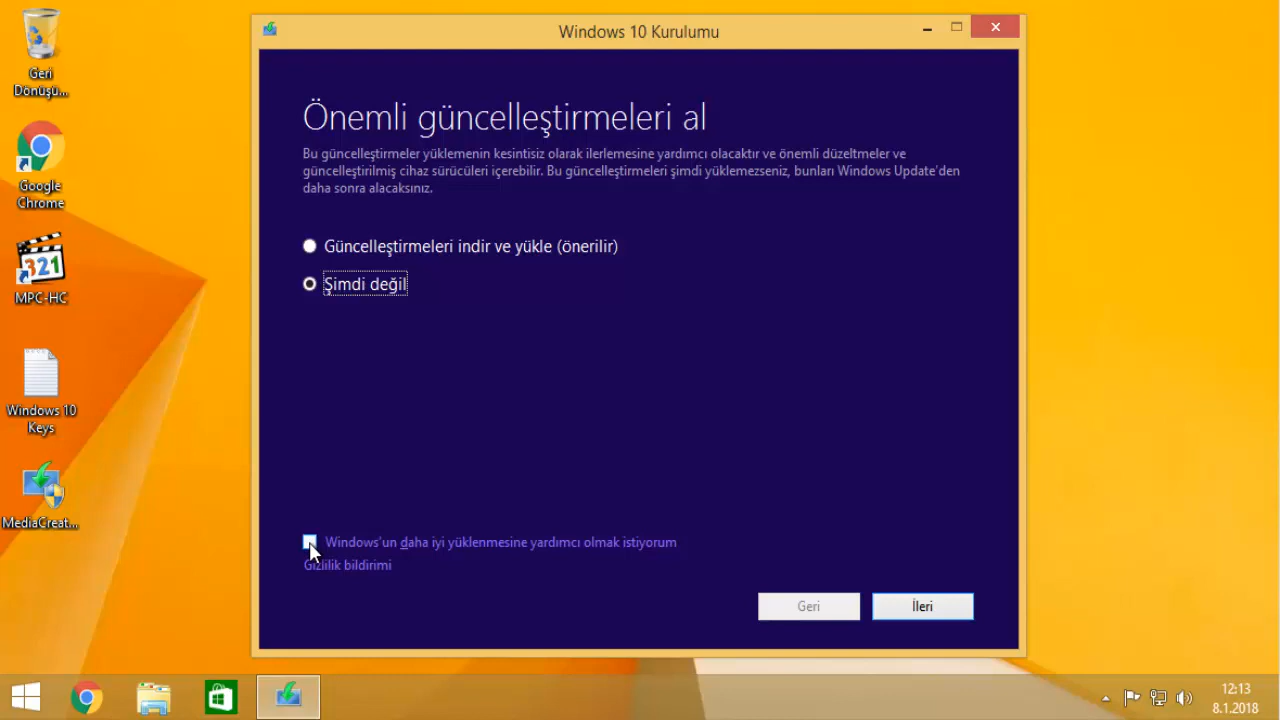 Windows 10 Kurulumu
Geri
Dönüşü...
Google
Chrome
MPC-HC
321
Windows 10
Keys
MediaCreat...
Önemli güncelleştirmeleri al
Bu güncelleştirmeler yüklemenin kesintisiz olarak ilerlemesine yardımcı olacaktır ve önemli düzeltmeler ve
güncelleştirilmiş cihaz sürücüleri içerebilir. Bu güncelleştirmeleri şimdi yüklemezseniz, bunları Windows Update'den
daha sonra alacaksınız.
Güncelleştirmeleri indir ve yükle (önerilir)
Şimdi değil
Windows'un daha iyi yüklenmesine yardımcı olmak istiyorum
Gizlilik bildirimi
Geri
İleri
12:13
8.1.2018